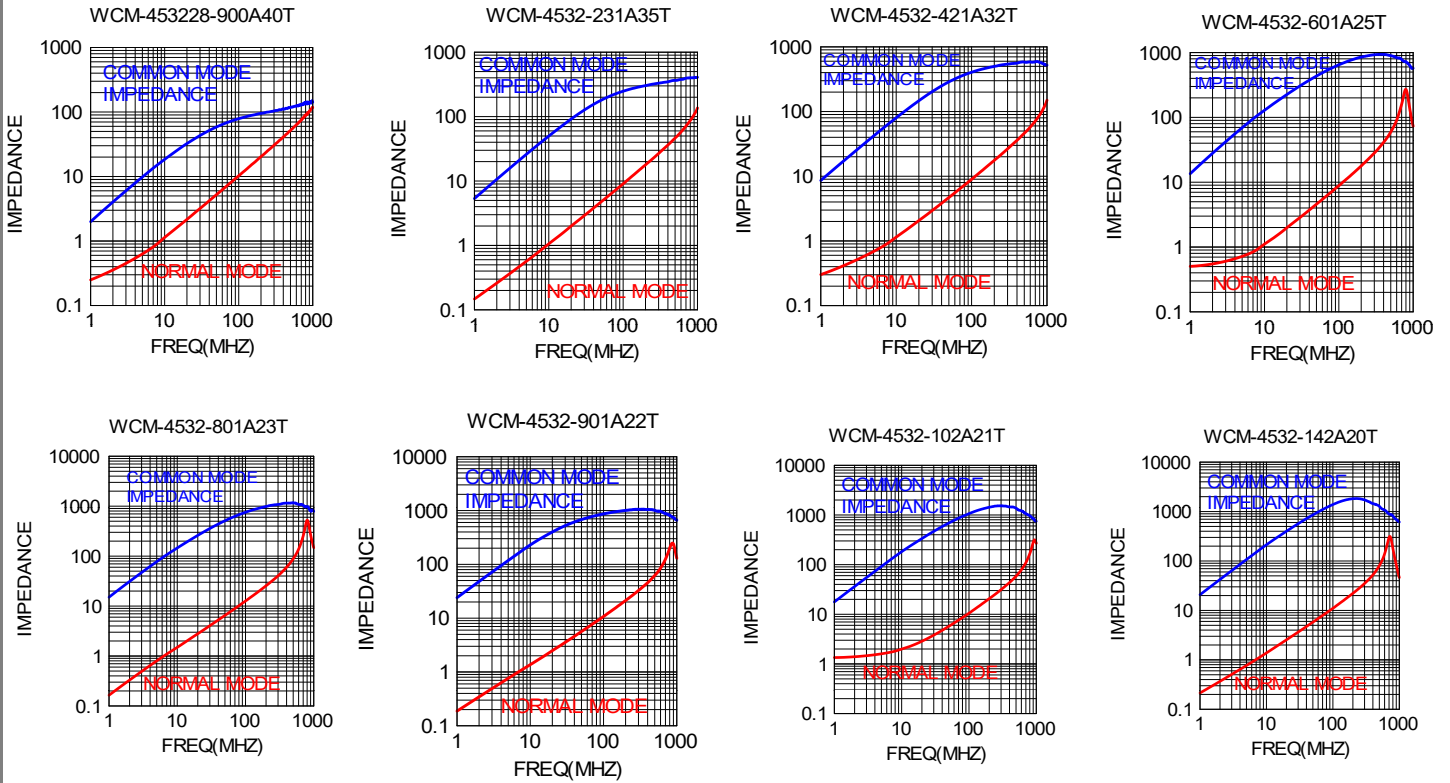 WCM-453228-900A40T
1000
100
10
1
0.1
IMPEDANCE
COMMON MODE
IMPEDANCE
NORMAL MODE
1
10
100
1000
FREQ(MHZ)
WCM-4532-231A35T
1000
100
10
1
0.1
IMPEDANCE
COMMON MODE
IMPEDANCE
NORMAL MODE
1
10
100
1000
FREQ(MHZ)
WCM-4532-421A32T
1000
100
10
1
0.1
IMPEDANCE
COMMON MODE
IMPEDANCE
NORMAL MODE
1
10
100
1000
FREQ(MHZ)
WCM-4532-601A25T
1000
100
10
1
0.1
IMPEDANCE
COMMON MODE
IMPEDANCE
NORMAL MODE
1
10
100
1000
FREQ(MHZ)
WCM-4532-801A23T
10000
1000
100
10
1
0.1
IMPEDANCE
COMMON MODE
IMPEDANCE
NORMAL MODE
1
10
100
1000
FREQ(MHZ)
WCM-4532-901A22T
10000
1000
100
10
1
0.1
IMPEDANCE
COMMON MODE
IMPEDANCE
NORMAL MODE
1
10
100
1000
FREQ(MHZ)
WCM-4532-102A21T
10000
1000
100
10
1
0.1
IMPEDANCE
COMMON MODE
IMPEDANCE
NORMAL MODE
1
10
100
1000
FREQ(MHZ)
WCM-4532-142A20T
10000
1000
100
10
1
0.1
IMPEDANCE
COMMON MODE
IMPEDANCE
NORMAL MODE
1
10
100
1000
FREQ(MHZ)